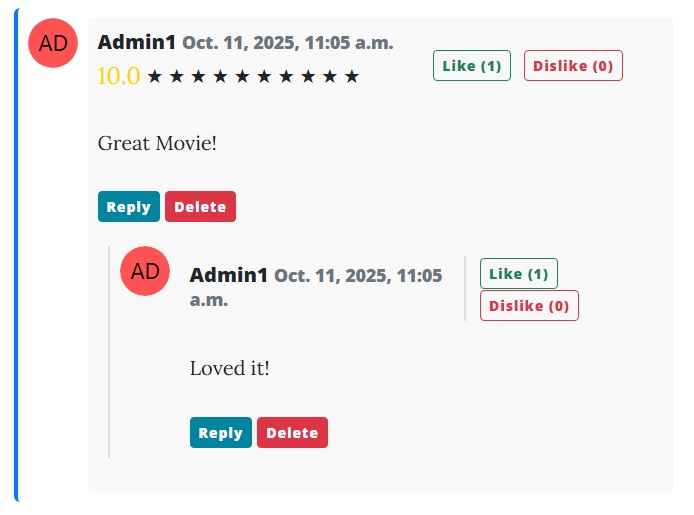 AD Admin1 Oct. 11, 2025, 11:05 a.m.
10.0 ★ ★ ★ ★ ★ ★ ★ ★ ★ ★
Like (1) Dislike (0)
Great Movie!
Reply Delete
AD Admin1 Oct. 11, 2025, 11:05
a.m.
Like (1)
Dislike (0)
Loved it!
Reply Delete